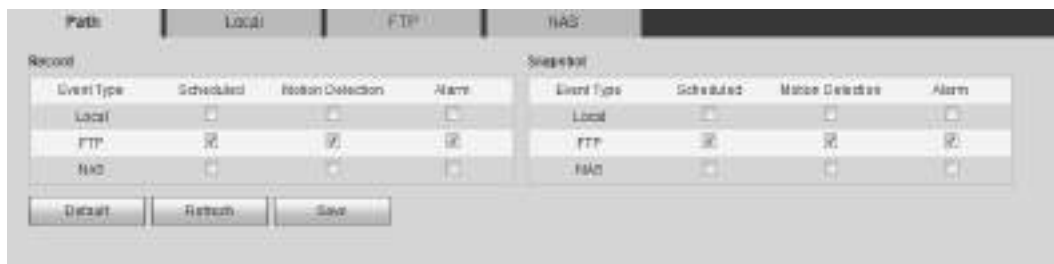 Path Local FTP NAS
Record Snapshot
Event Type Scheduled Motion Detection Alarm Event Type Scheduled Motion Detection Alarm
Local Local
FTP FTP
NAS NAS
Default Refresh Save